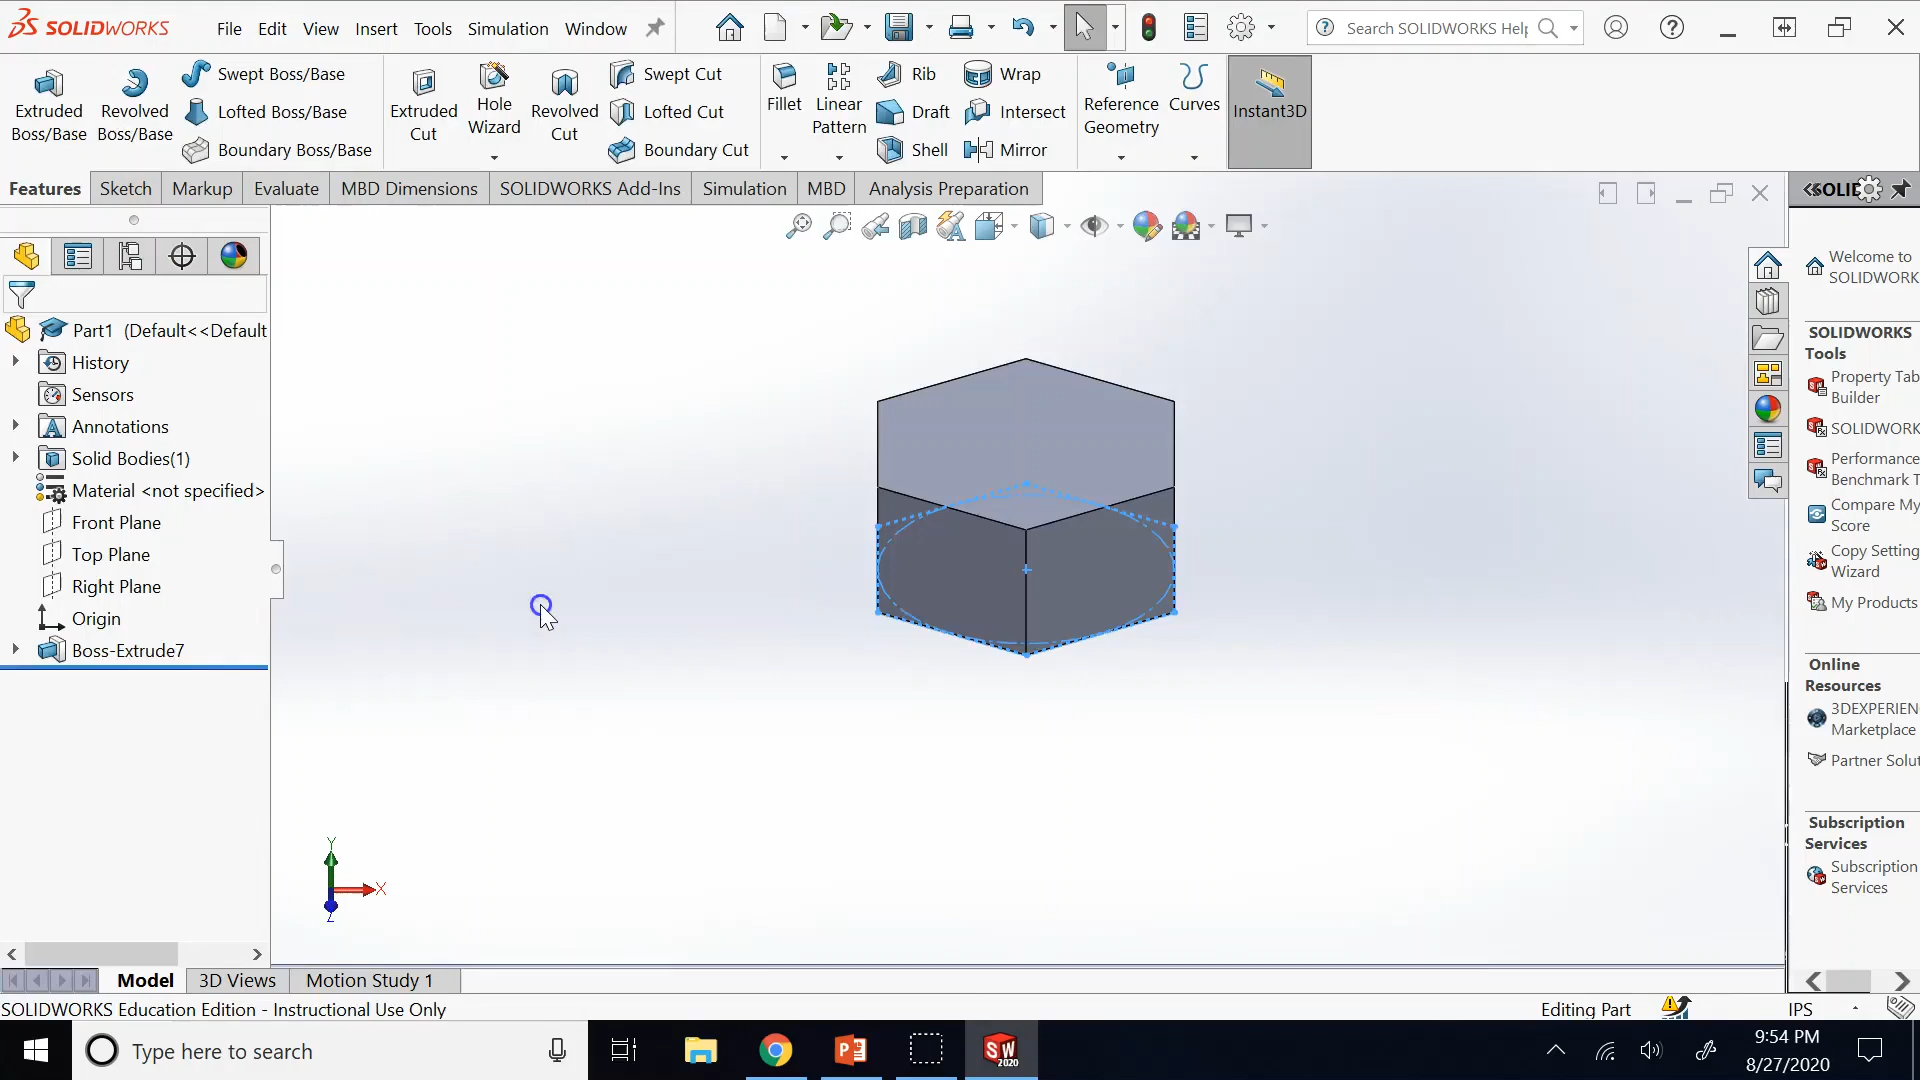 SOLIDWORKS File Edit View Insert Tools Simulation Window Search SOLIDWORKS Help
Extruded Boss/Base
Revolved Boss/Base
Swept Boss/Base
Lofted Boss/Base
Boundary Boss/Base
Extruded Cut
Hole Wizard
Revolved Cut
Swept Cut
Lofted Cut
Boundary Cut
Fillet
Linear Pattern
Rib
Draft
Shell
Wrap
Intersect
Mirror
Reference Geometry
Curves
Instant3D
Features Sketch Markup Evaluate MBD Dimensions SOLIDWORKS Add-Ins Simulation MBD Analysis Preparation
Part1 (Default<<Default
History
Sensors
Annotations
Solid Bodies(1)
Material <not specified>
Front Plane
Top Plane
Right Plane
Origin
Boss-Extrude7
Y
X
Z
Welcome to
SOLIDWORK
SOLIDWORKS
Tools
Property Tab
Builder
SOLIDWORK
Performance
Benchmark T
Compare My
Score
Copy Setting
Wizard
My Products
Online
Resources
3DEXPERIEN
Marketplace
Partner Solut
Subscription
Services
Subscription
Services
Model 3D Views Motion Study 1
SOLIDWORKS Education Edition - Instructional Use Only Editing Part IPS
Type here to search
SW
2020
9:54 PM
8/27/2020